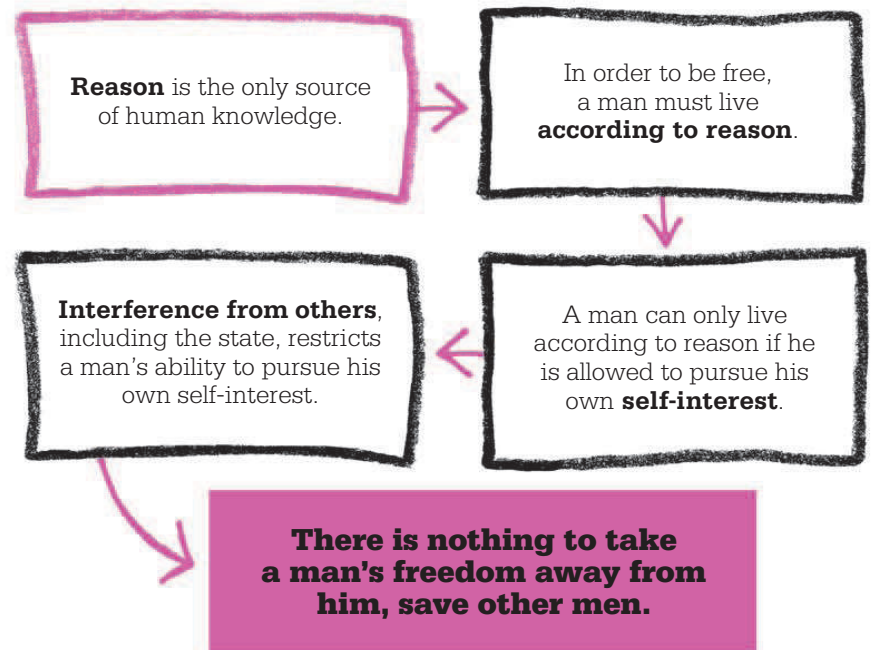 Reason is the only source
of human knowledge.
In order to be free,
a man must live
according to reason.
A man can only live
according to reason if he
is allowed to pursue his
own self-interest.
Interference from others,
including the state, restricts
a man's ability to pursue his
own self-interest.
There is nothing to take
a man's freedom away from
him, save other men.